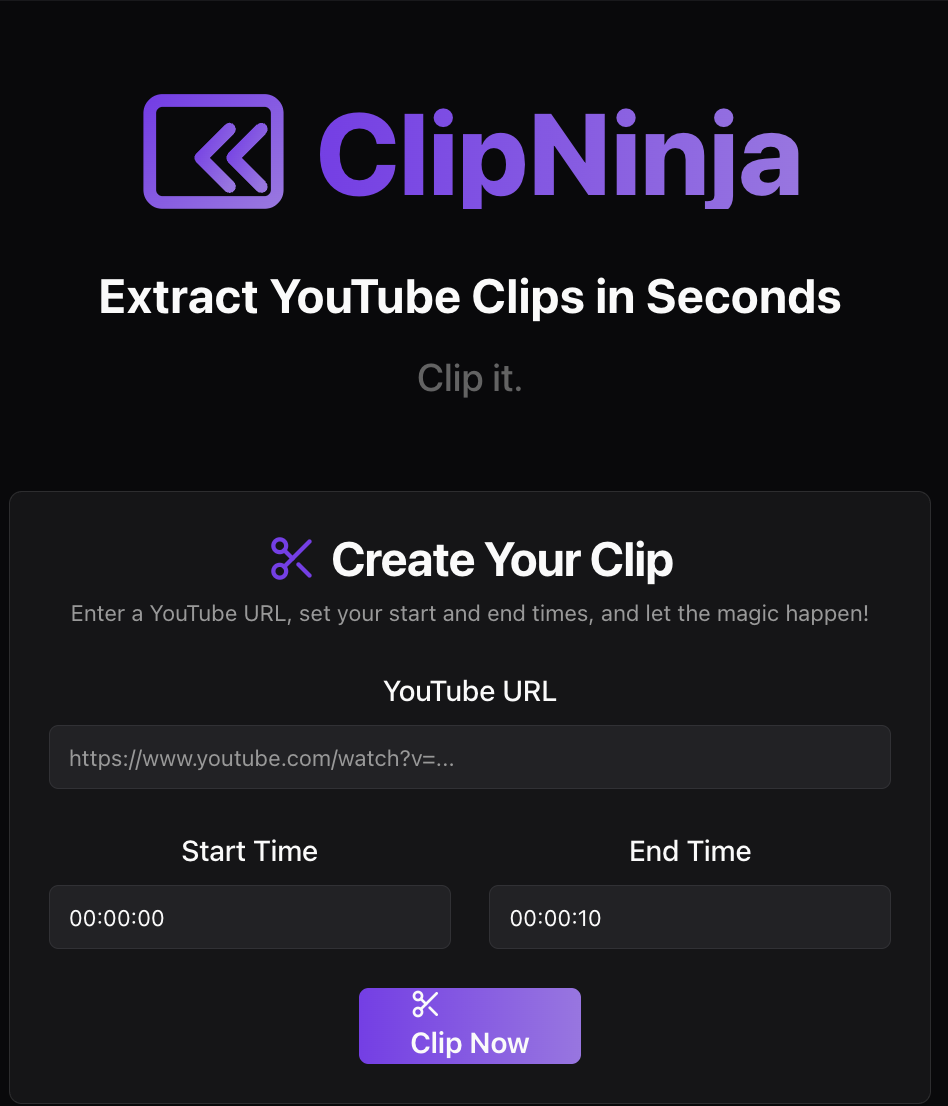 ClipNinja
Extract YouTube Clips in Seconds
Clip it.
Create Your Clip
Enter a YouTube URL, set your start and end times, and let the magic happen!
YouTube URL
https://www.youtube.com/watch?v=...
Start Time
End Time
00:00:00
00:00:10
Clip Now